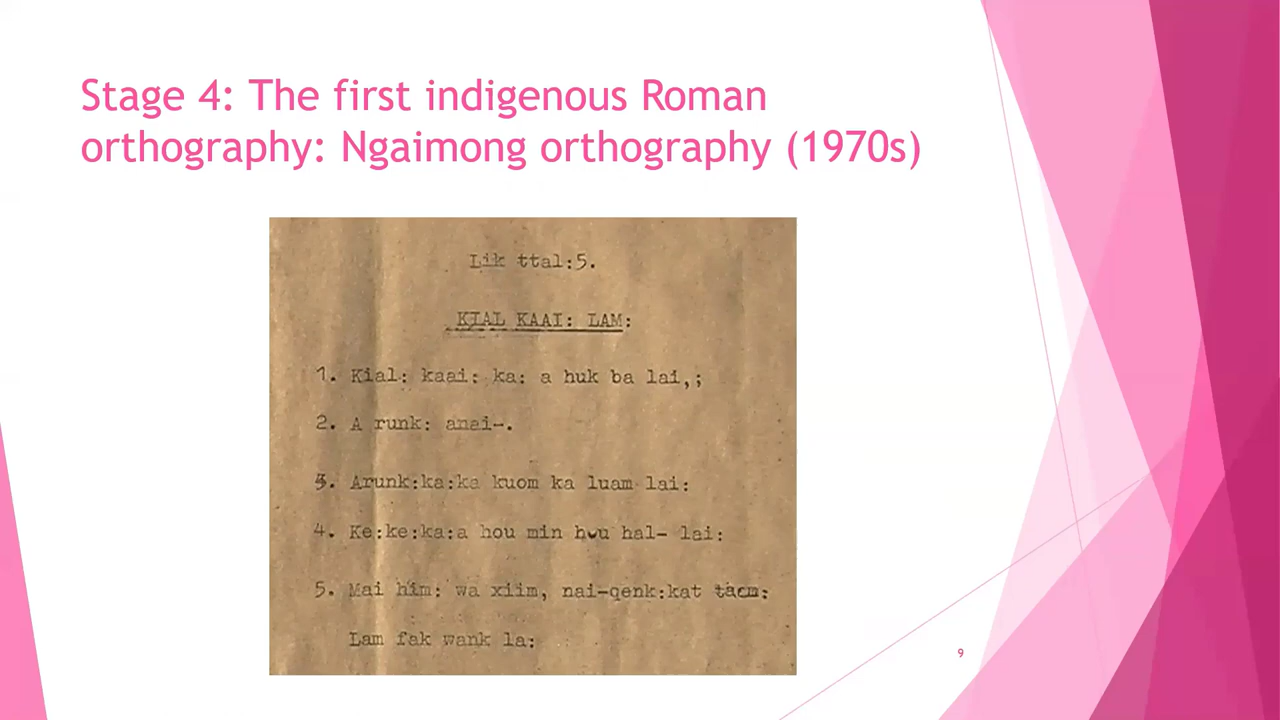 Stage 4: The first indigenous Roman
orthography: Ngaimong orthography (1970s)
Lik ttal:5.
KIAL KAAI: LAM:
1. Kial: kaai: ka: a huk ba lai,;
2. A runk: anai-.
3. Arunk:ka:ka kuom ka luam lai:
4. Ke:ke:ka:a hou min hou hal- lai:
5. Mai him: wa xiim, nai-qenk:kat
Lam fak wank la:
9